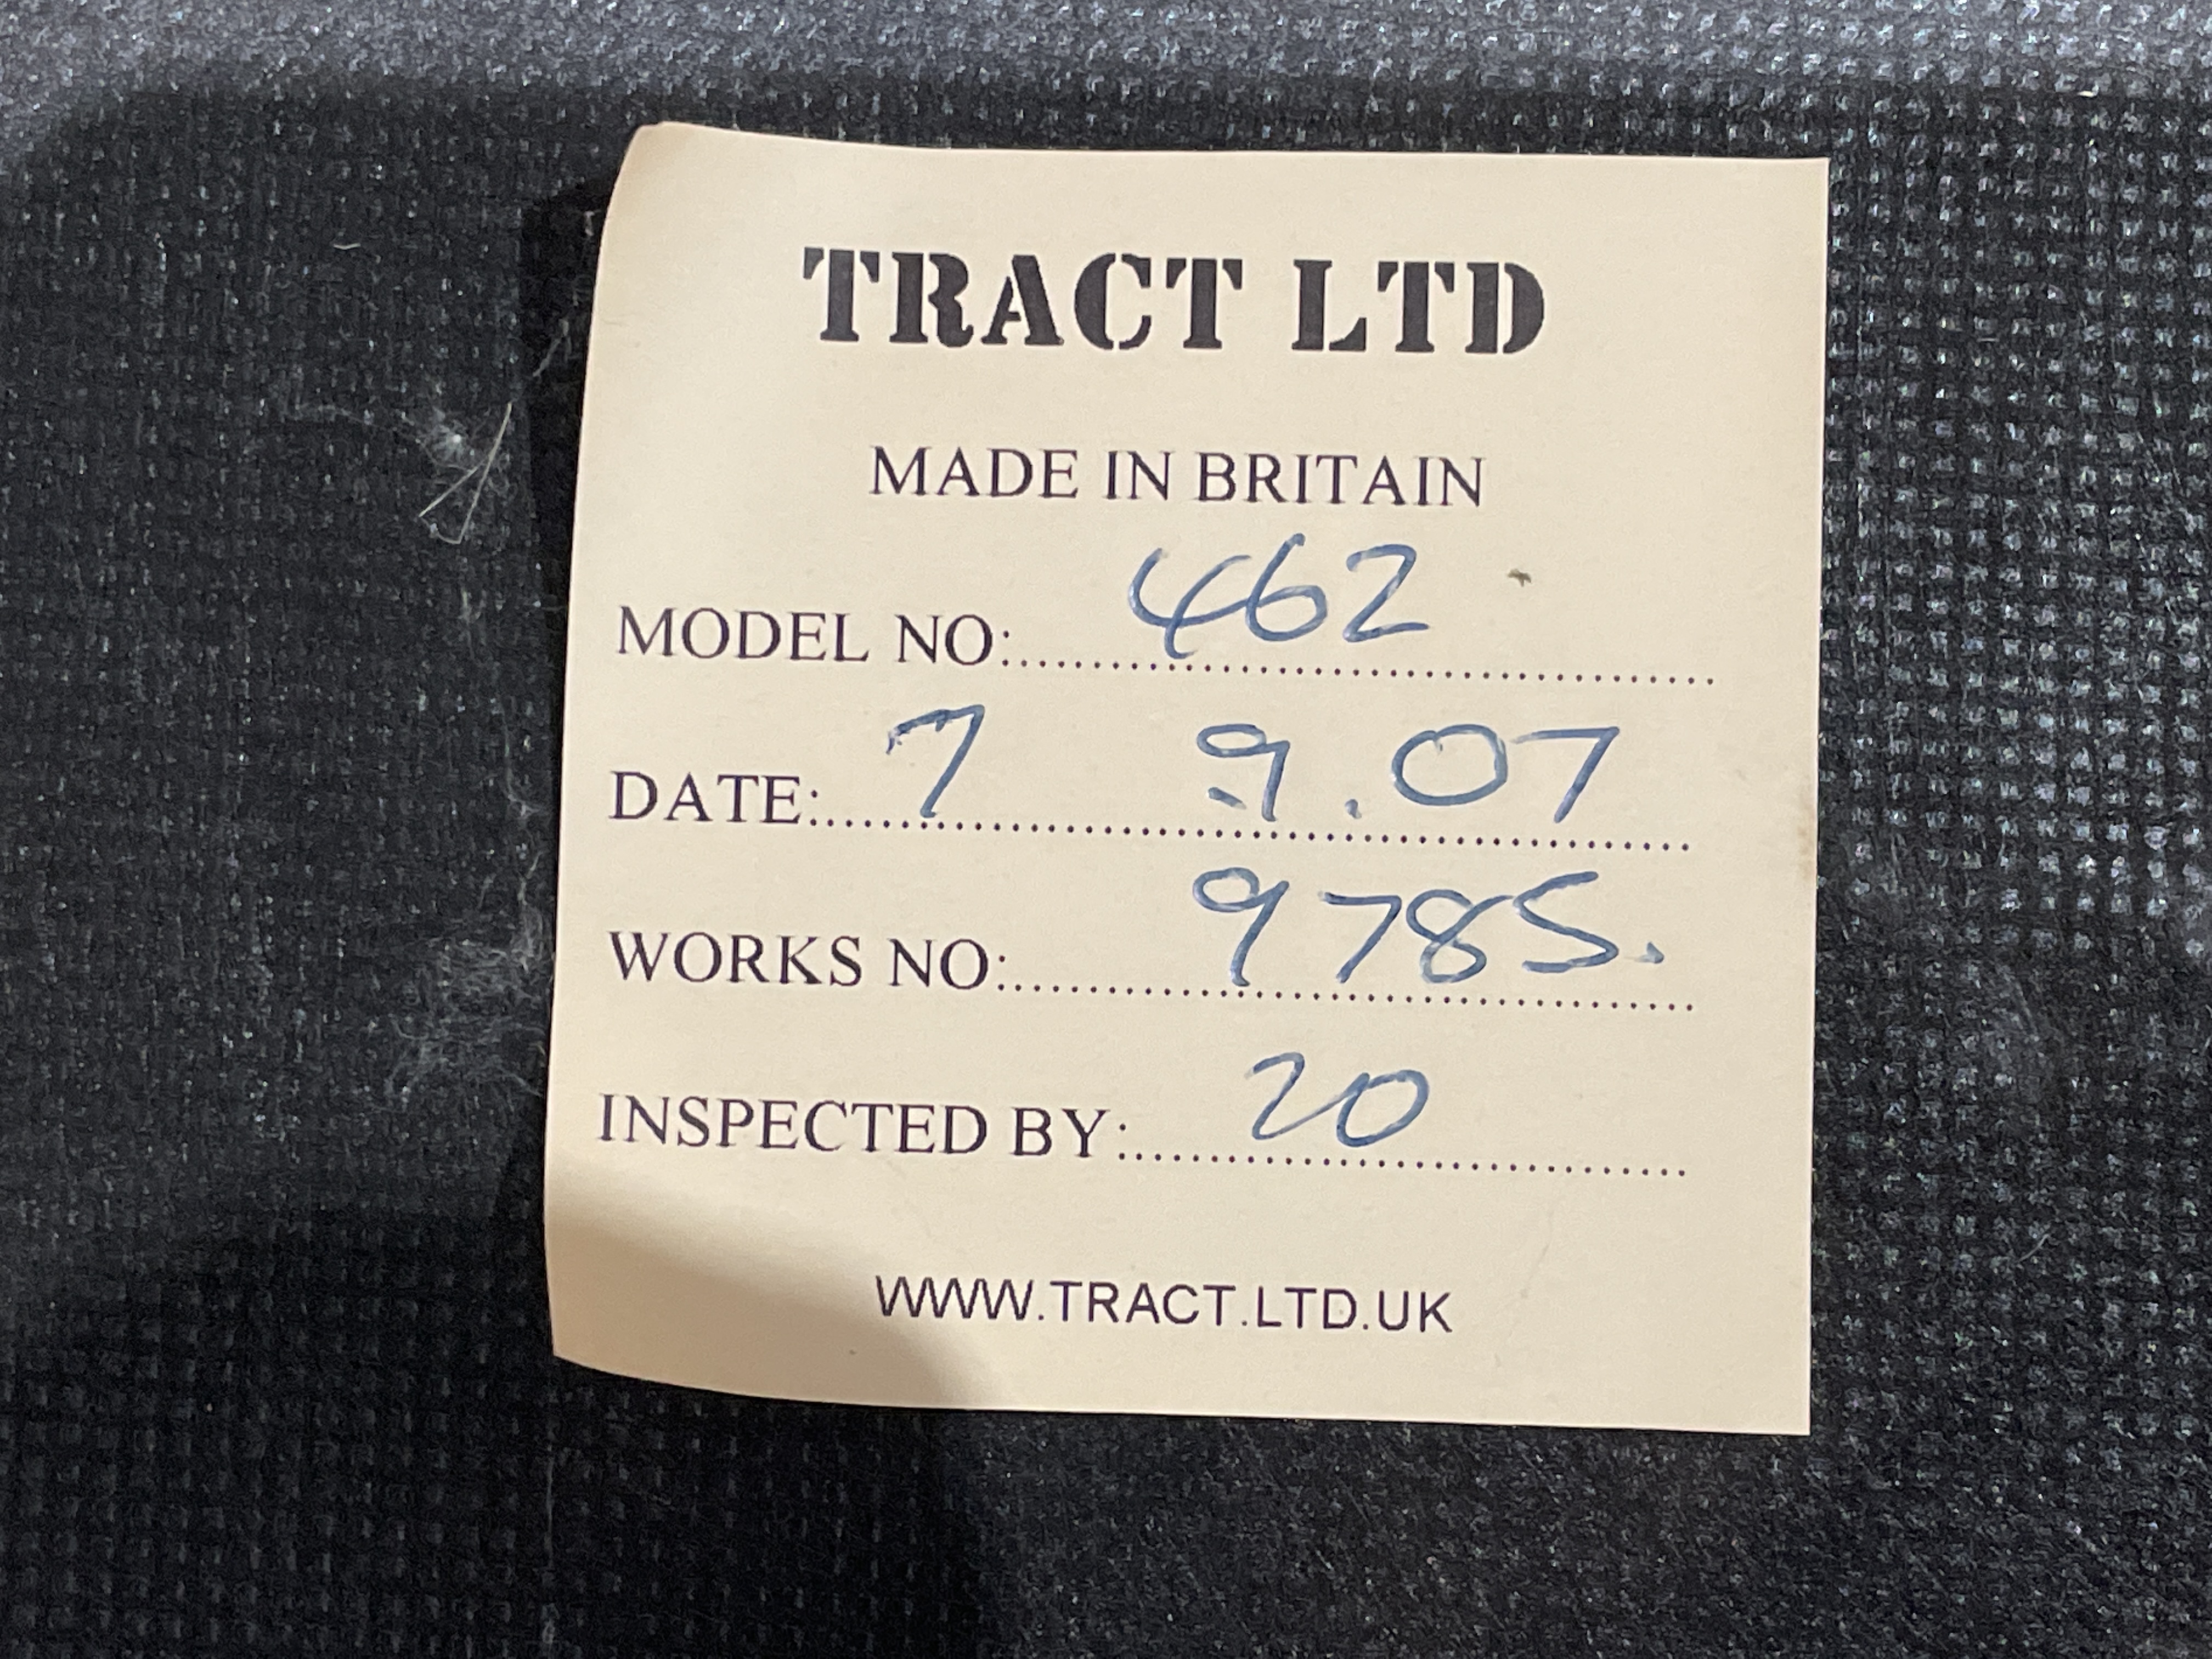 TRACT LTD
MADE IN BRITAIN
MODEL NO: 462
DATE: 7 9.07
WORKS NO: 9785.
INSPECTED BY: 20
WWW.TRACT.LTD.UK